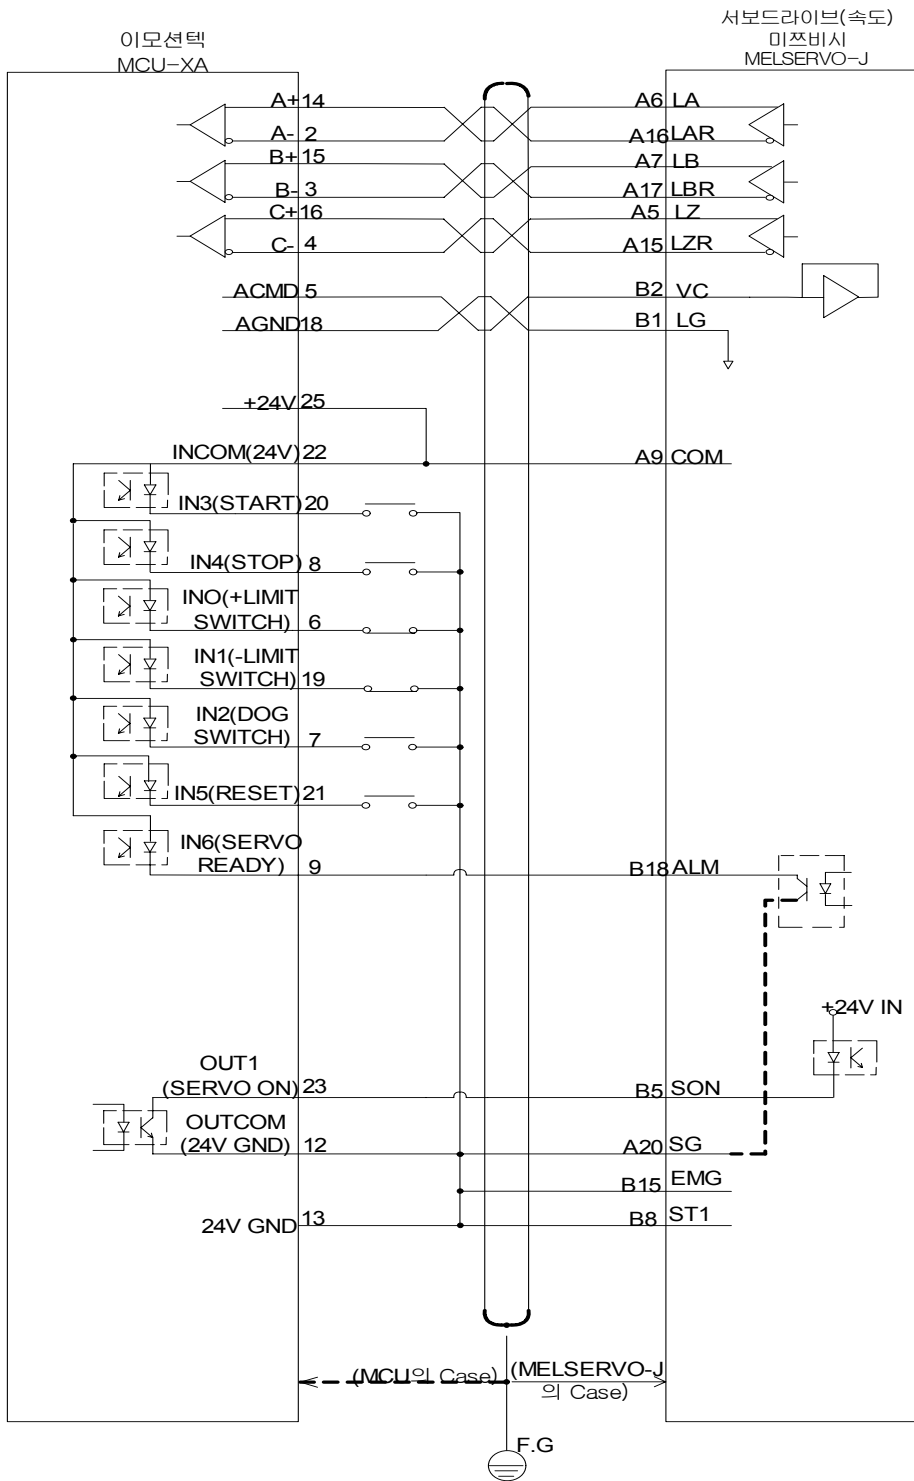 서보드라이브(속도)
이모션텍 미쯔비시
MCU-XA MELSERVO-J
A+ 14 A6 LA
A- 2 A16 LAR
B+ 15 A7 LB
B- 3 A17 LBR
C+ 16 A5 LZ
C- 4 A15 LZR
ACMD 5 B2 VC
AGND 18 B1 LG
+24V 25
INCOM(24V) 22 A9 COM
IN3(START) 20
IN4(STOP) 8
INO(+LIMIT
SWITCH) 6
IN1(-LIMIT
SWITCH) 19
IN2(DOG
SWITCH) 7
IN5(RESET) 21
IN6(SERVO
READY) 9 B18 ALM
+24V IN
OUT1
(SERVO ON) 23 B5 SON
OUTCOM
(24V GND) 12 A20 SG
B15 EMG
24V GND 13 B8 ST1
(MCU의 Case) (MELSERVO-J
의 Case)
F.G